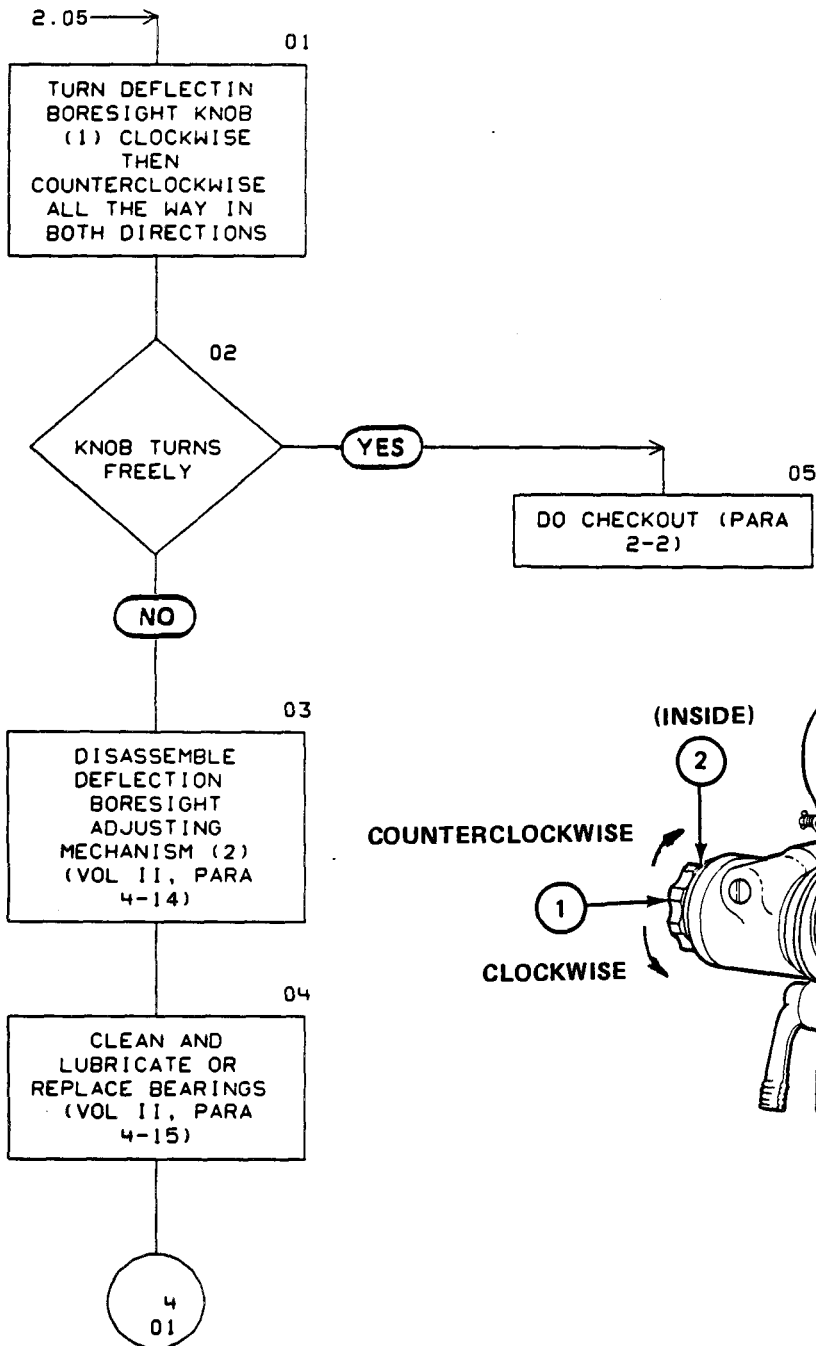 2.05
01
TURN DEFLECTIN
BORESIGHT KNOB
(1) CLOCKWISE
THEN
COUNTERCLOCKWISE
ALL THE WAY IN
BOTH DIRECTIONS
02
KNOB TURNS
FREELY
YES
05
DO CHECKOUT (PARA
2-2)
NO
03
DISASSEMBLE
DEFLECTION
BORESIGHT
ADJUSTING
MECHANISM (2)
(VOL II, PARA
4-14)
04
CLEAN AND
LUBRICATE OR
REPLACE BEARINGS
(VOL II, PARA
4-15)
4
01
(INSIDE)
2
COUNTERCLOCKWISE
1
CLOCKWISE